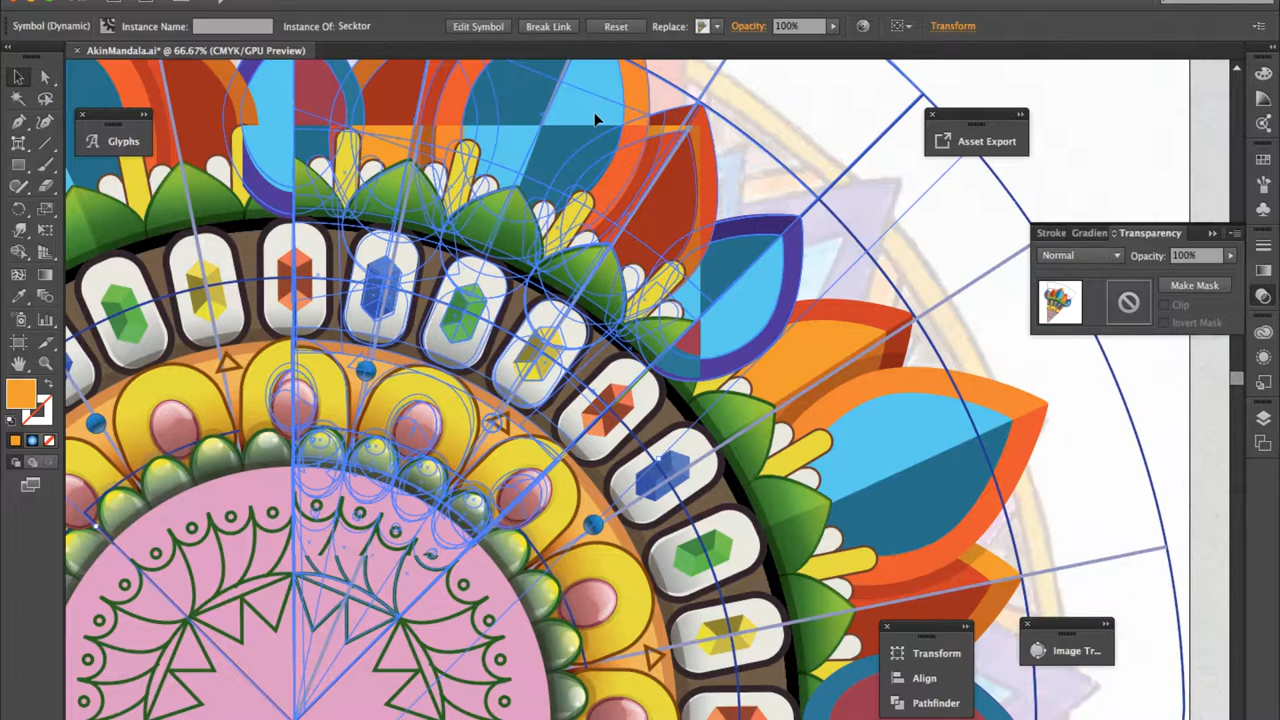 Symbol (Dynamic) Instance Name: Instance Of: Secktor Edit Symbol Break Link Reset Replace: Opacity: 100% Transform
× AkinMandala.ai* @ 66.67% (CMYK/GPU Preview)
Glyphs
Asset Export
Stroke Gradien Transparency
Normal Opacity: 100%
Make Mask
Clip
Invert Mask
Transform
Align
Pathfinder
Image Tr...